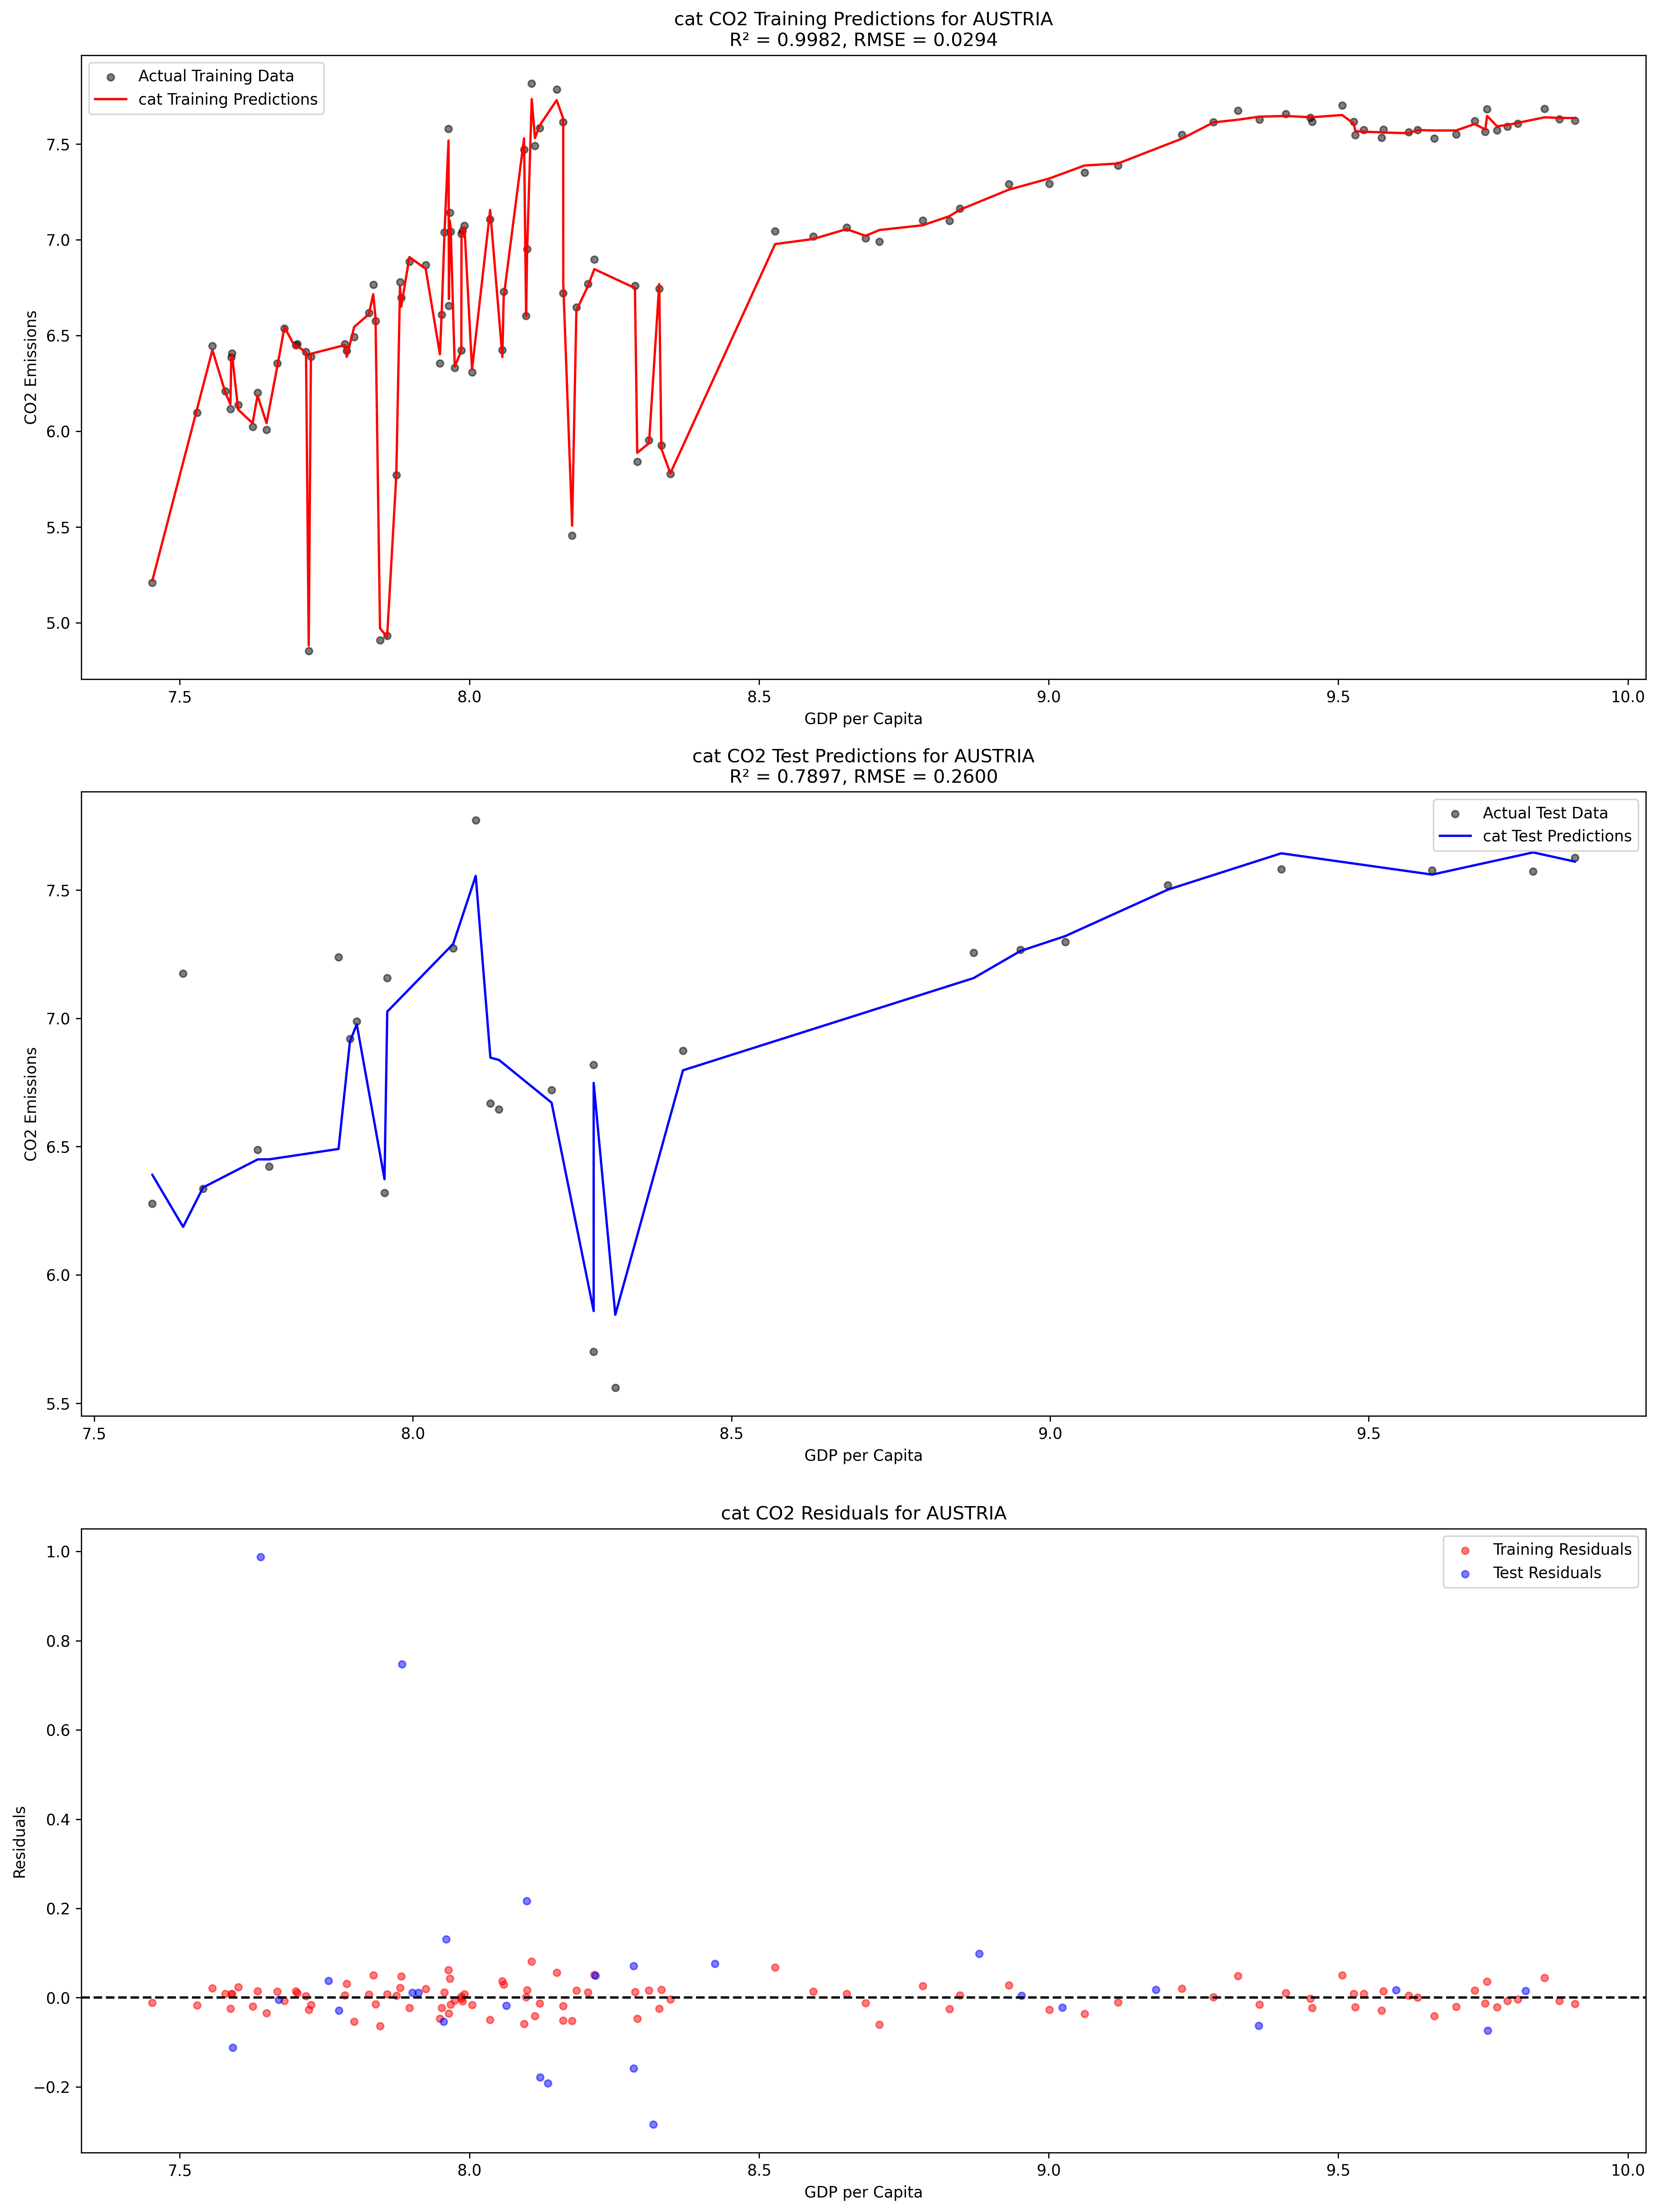 cat CO2 Training Predictions for AUSTRIA
R² = 0.9982, RMSE = 0.0294
Actual Training Data
cat Training Predictions
7.5
7.0
6.5
6.0
5.5
5.0
CO2 Emissions
7.5 8.0 8.5 9.0 9.5 10.0
GDP per Capita
cat CO2 Test Predictions for AUSTRIA
R² = 0.7897, RMSE = 0.2600
Actual Test Data
cat Test Predictions
7.5
7.0
6.5
6.0
5.5
CO2 Emissions
7.5 8.0 8.5 9.0 9.5
GDP per Capita
cat CO2 Residuals for AUSTRIA
Training Residuals
Test Residuals
1.0
0.8
0.6
0.4
0.2
0.0
−0.2
Residuals
7.5 8.0 8.5 9.0 9.5 10.0
GDP per Capita